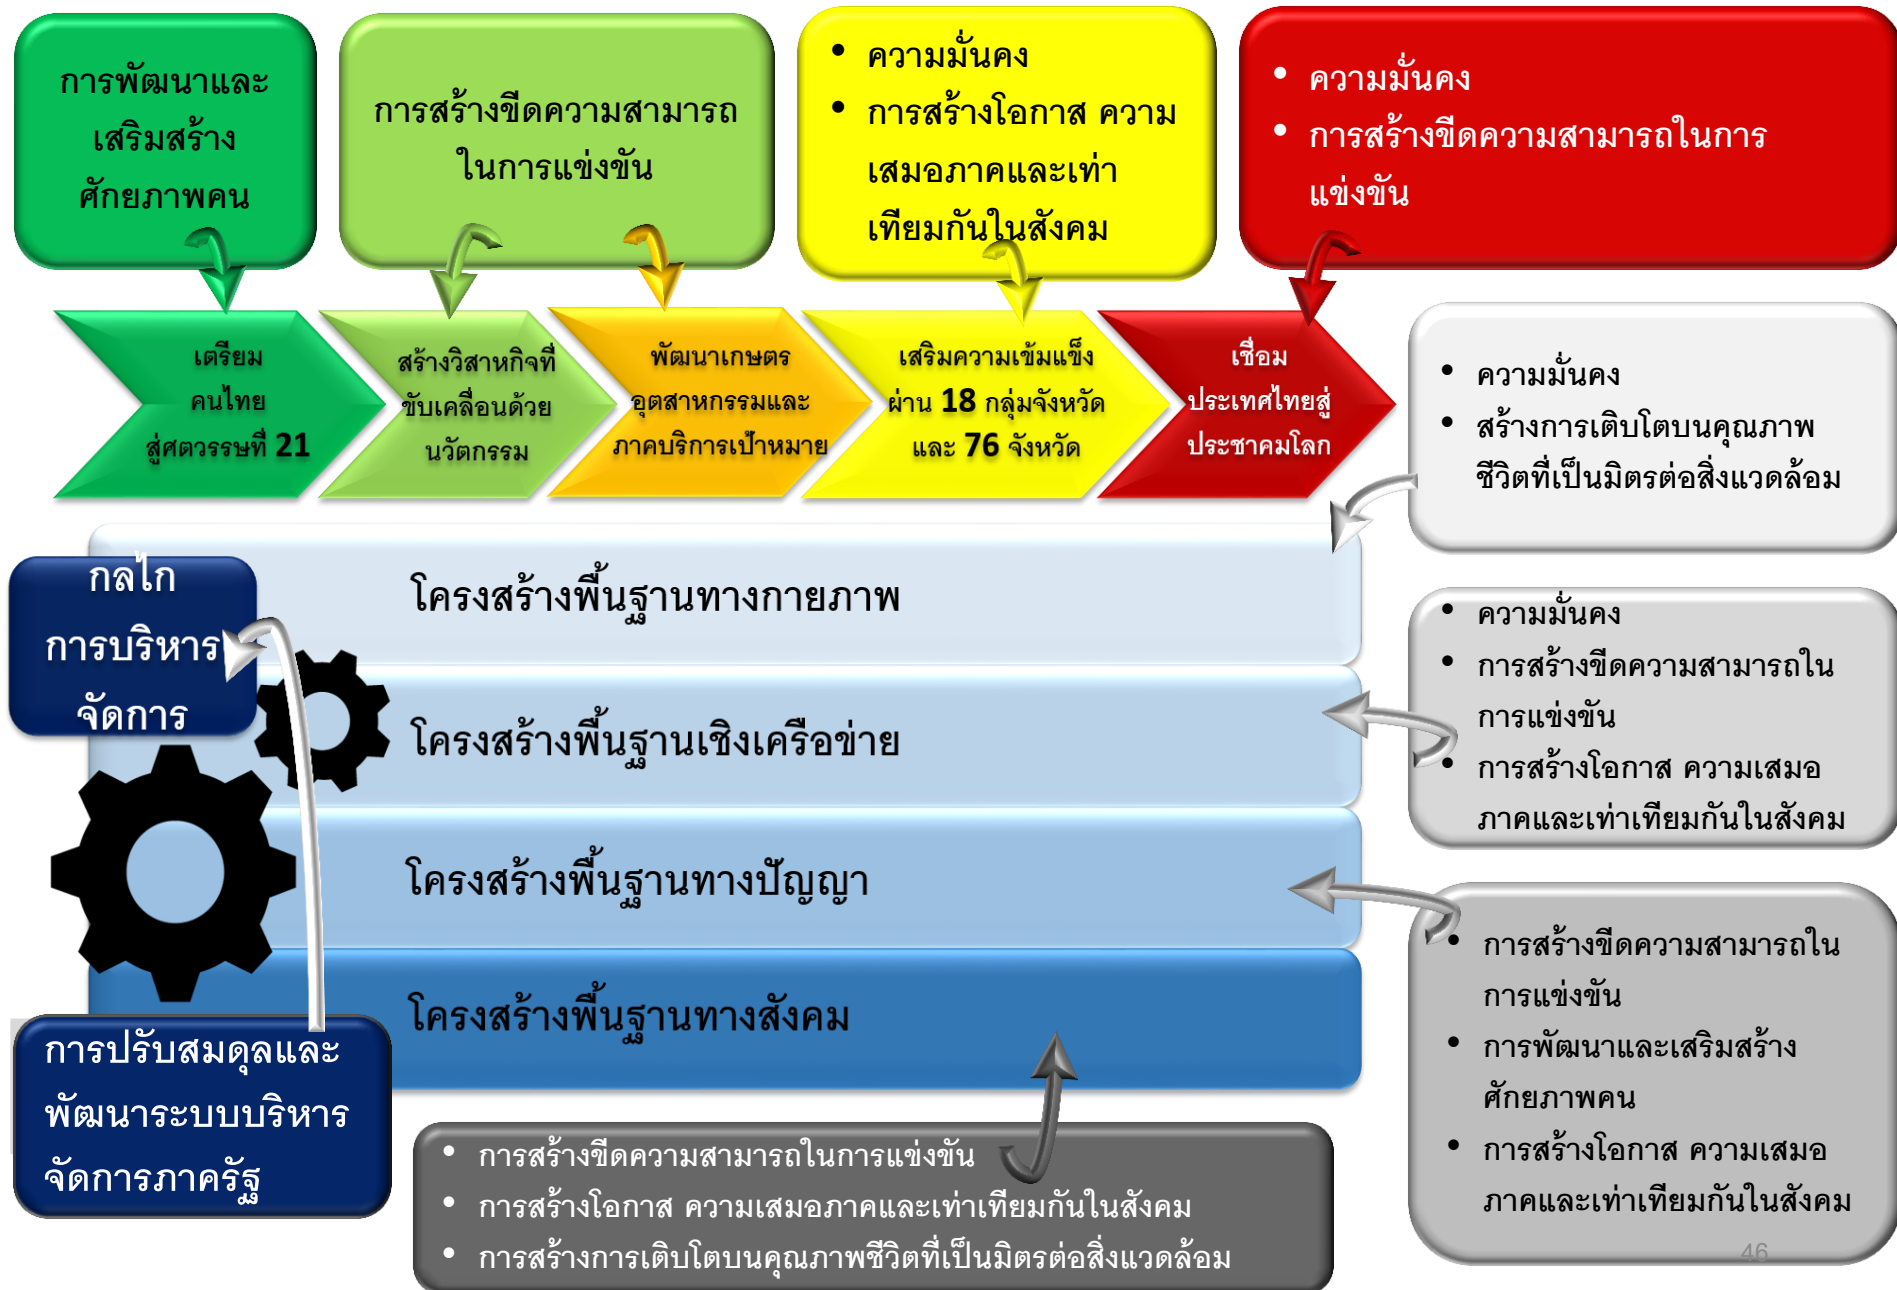 การพัฒนาและ
เสริมสร้าง
ศักยภาพคน
การสร้างขีดความสามารถ
ในการแข่งขัน
• ความมั่นคง
• การสร้างโอกาส ความ
เสมอภาคและเท่า
เทียมกันในสังคม
• ความมั่นคง
• การสร้างขีดความสามารถในการ
แข่งขัน
เตรียม
คนไทย
สู่ศตวรรษที่ 21
สร้างวิสาหกิจที่
ขับเคลื่อนด้วย
นวัตกรรม
พัฒนาเกษตร
อุตสาหกรรมและ
ภาคบริการเป้าหมาย
เสริมความเข้มแข็ง
ผ่าน 18 กลุ่มจังหวัด
และ 76 จังหวัด
เชื่อม
ประเทศไทยสู่
ประชาคมโลก
• ความมั่นคง
• สร้างการเติบโตบนคุณภาพ
ชีวิตที่เป็นมิตรต่อสิ่งแวดล้อม
กลไก
การบริหาร
จัดการ
โครงสร้างพื้นฐานทางกายภาพ
โครงสร้างพื้นฐานเชิงเครือข่าย
โครงสร้างพื้นฐานทางปัญญา
โครงสร้างพื้นฐานทางสังคม
• ความมั่นคง
• การสร้างขีดความสามารถใน
การแข่งขัน
• การสร้างโอกาส ความเสมอ
ภาคและเท่าเทียมกันในสังคม
• การสร้างขีดความสามารถใน
การแข่งขัน
• การพัฒนาและเสริมสร้าง
ศักยภาพคน
• การสร้างโอกาส ความเสมอ
ภาคและเท่าเทียมกันในสังคม
การปรับสมดุลและ
พัฒนาระบบบริหาร
จัดการภาครัฐ
• การสร้างขีดความสามารถในการแข่งขัน
• การสร้างโอกาส ความเสมอภาคและเท่าเทียมกันในสังคม
• การสร้างการเติบโตบนคุณภาพชีวิตที่เป็นมิตรต่อสิ่งแวดล้อม
46